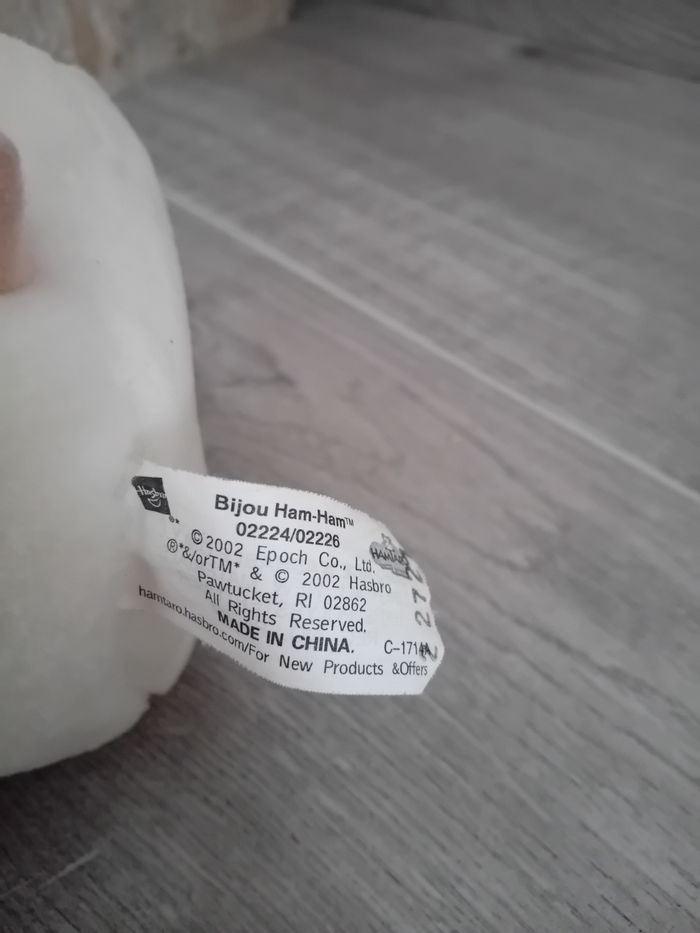 Hasbro
®*
Bijou Ham-Ham™
02224/02226
©2002 Epoch Co., Ltd.
®*&/orTM* & © 2002 Hasbro
Pawtucket, RI 02862
All Rights Reserved.
MADE IN CHINA.
hamtaro.hasbro.com/For New Products &Offers
HAMTARO